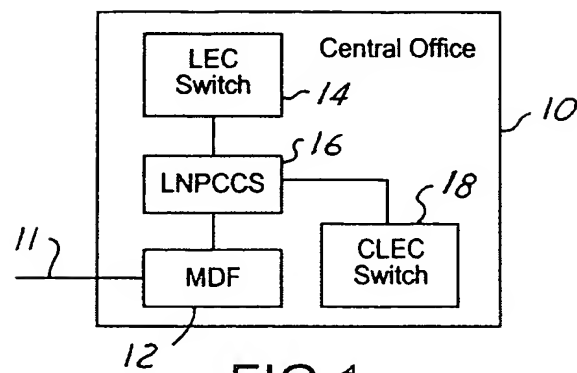 LEC
Switch
Central Office
14
10
16
LNPCCS
18
11
MDF
CLEC
Switch
12
FIG.1